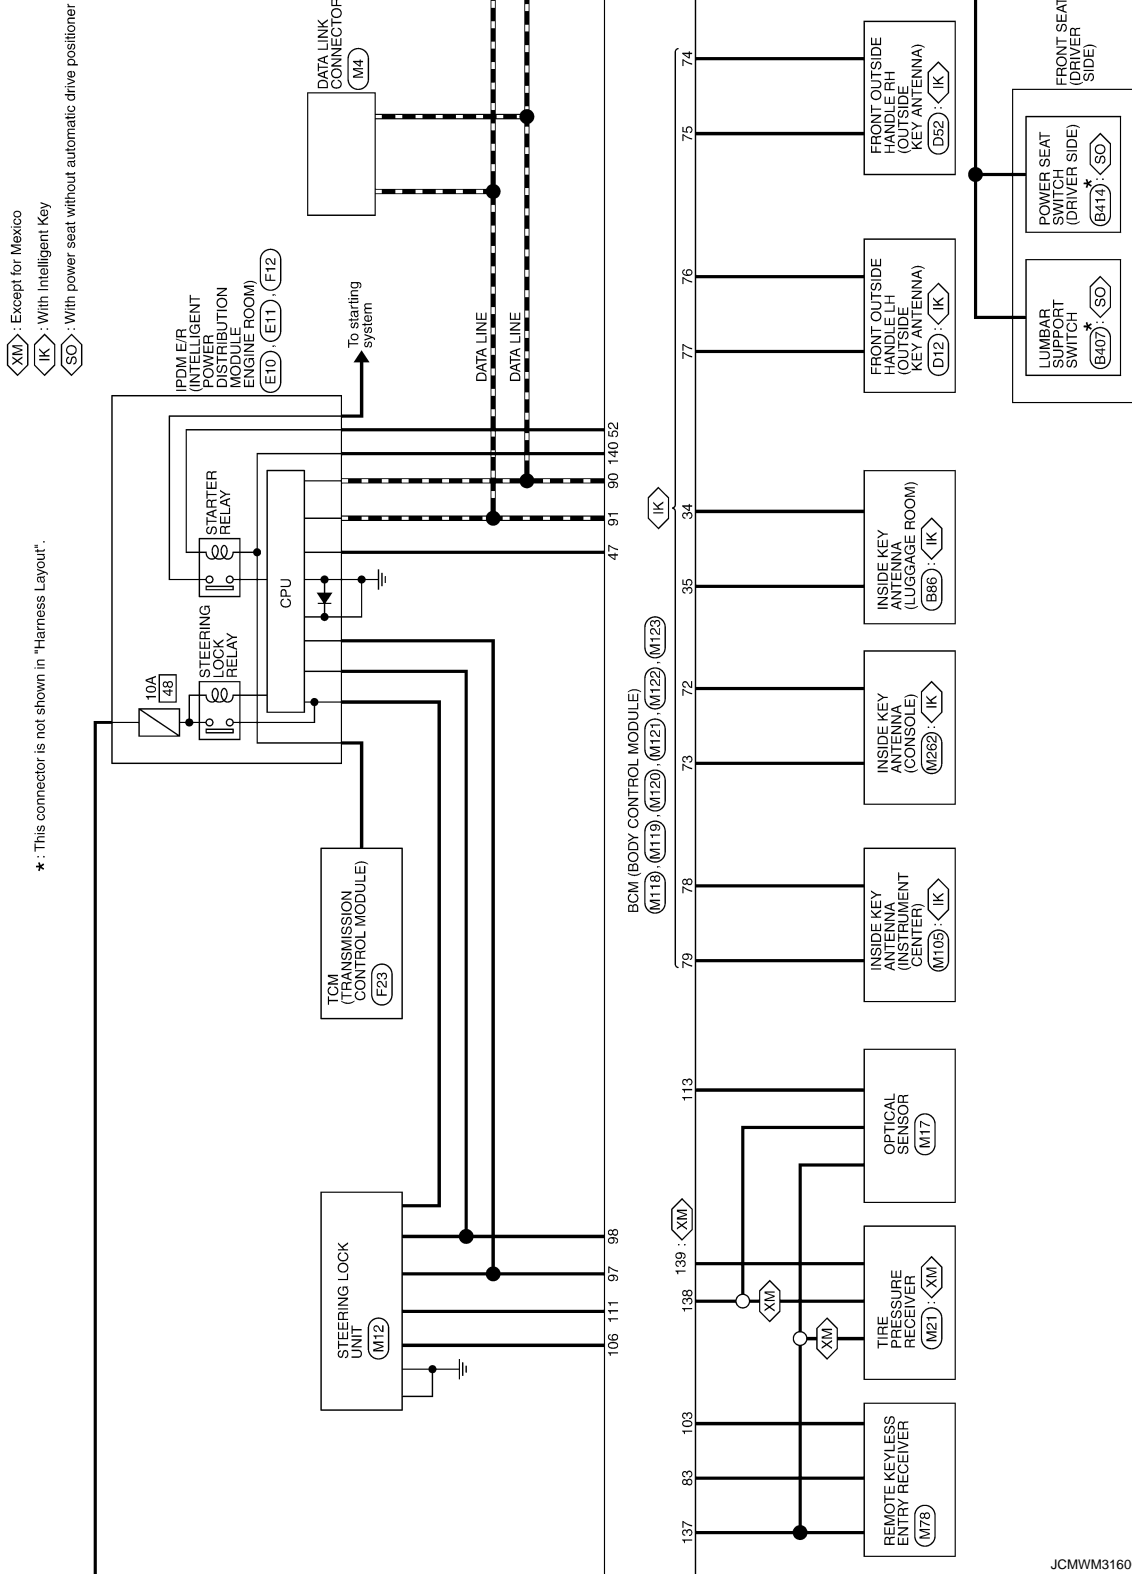 XM : Except for Mexico
IK : With Intelligent Key
SO : With power seat without automatic drive positioner
* : This connector is not shown in "Harness Layout".
IPDM E/R
(INTELLIGENT
POWER
DISTRIBUTION
MODULE
ENGINE ROOM)
E10 , E11 , F12
To starting
system
10A
48
STEERING
LOCK
RELAY
STARTER
RELAY
CPU
DATA LINK
CONNECTOR
M4
DATA LINE
DATA LINE
TCM
(TRANSMISSION
CONTROL MODULE)
F23
STEERING LOCK
UNIT
M12
106
111
97
98
47
91
90
140
52
BCM (BODY CONTROL MODULE)
M118 , M119 , M120 , M121 , M122 , M123
IK
137
83
103
138
139 : XM
113
79
78
73
72
35
34
77
76
75
74
XM
XM
REMOTE KEYLESS
ENTRY RECEIVER
M78
TIRE
PRESSURE
RECEIVER
M21 : XM
OPTICAL
SENSOR
M17
INSIDE KEY
ANTENNA
(INSTRUMENT
CENTER)
M105 : IK
INSIDE KEY
ANTENNA
(CONSOLE)
M262 : IK
INSIDE KEY
ANTENNA
(LUGGAGE ROOM)
B86 : IK
FRONT OUTSIDE
HANDLE LH
(OUTSIDE
KEY ANTENNA)
D12 : IK
FRONT OUTSIDE
HANDLE RH
(OUTSIDE
KEY ANTENNA)
D52 : IK
LUMBAR
SUPPORT
SWITCH
B407 * : SO
POWER SEAT
SWITCH
(DRIVER SIDE)
B414 * : SO
FRONT SEAT
(DRIVER
SIDE)
JCMWM3160